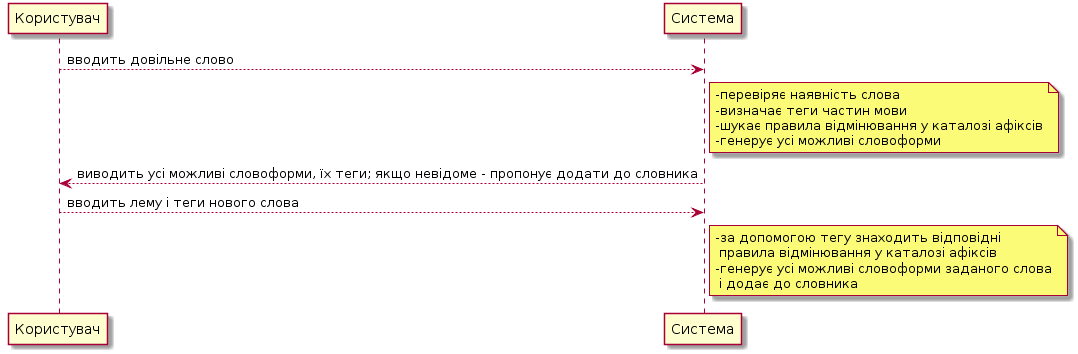 Користувач
Система
вводить довільне слово
-перевіряє наявність слова
-визначає теги частин мови
-шукає правила відмінювання у каталозі афіксів
-генерує усі можливі словоформи
виводить усі можливі словоформи, їх теги; якщо невідоме - пропонує додати до словника
вводить лему і теги нового слова
-за допомогою тегу знаходить відповідні
правила відмінювання у каталозі афіксів
-генерує усі можливі словоформи заданого слова
і додає до словника
Користувач
Система